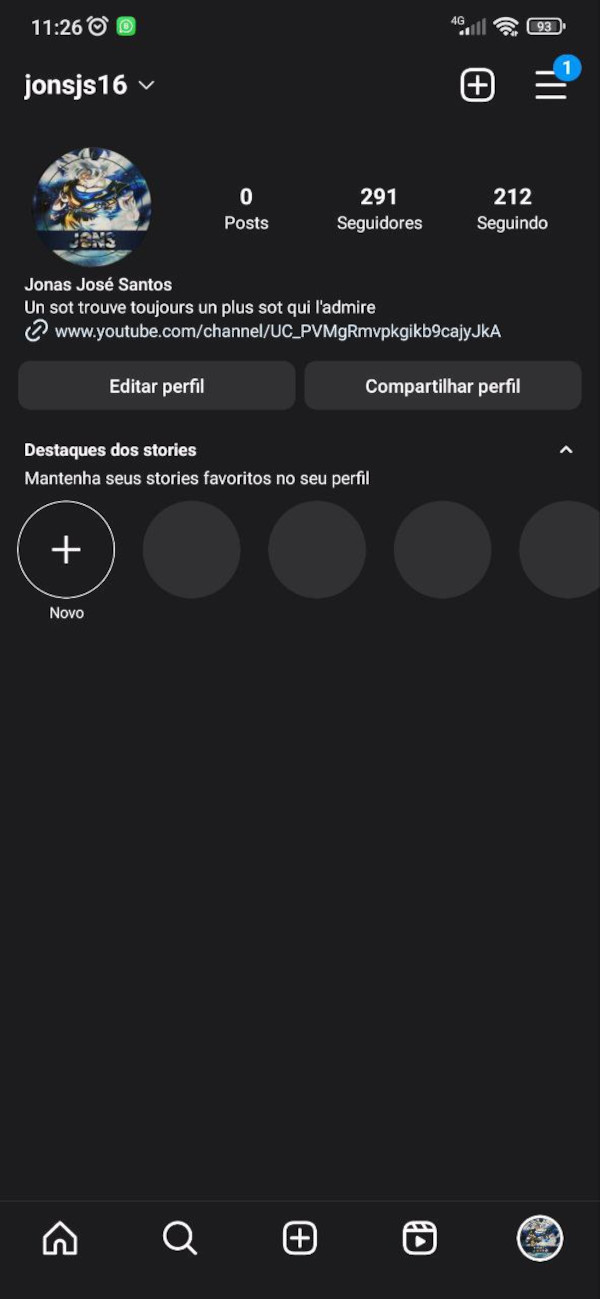 11:26
4G
93
jonsjs16
1
JONS
0
291
212
Posts
Seguidores
Seguindo
Jonas José Santos
Un sot trouve toujours un plus sot qui l'admire
www.youtube.com/channel/UC_PVMgRmvpkgikb9cajyJkA
Editar perfil
Compartilhar perfil
Destaques dos stories
Mantenha seus stories favoritos no seu perfil
Novo